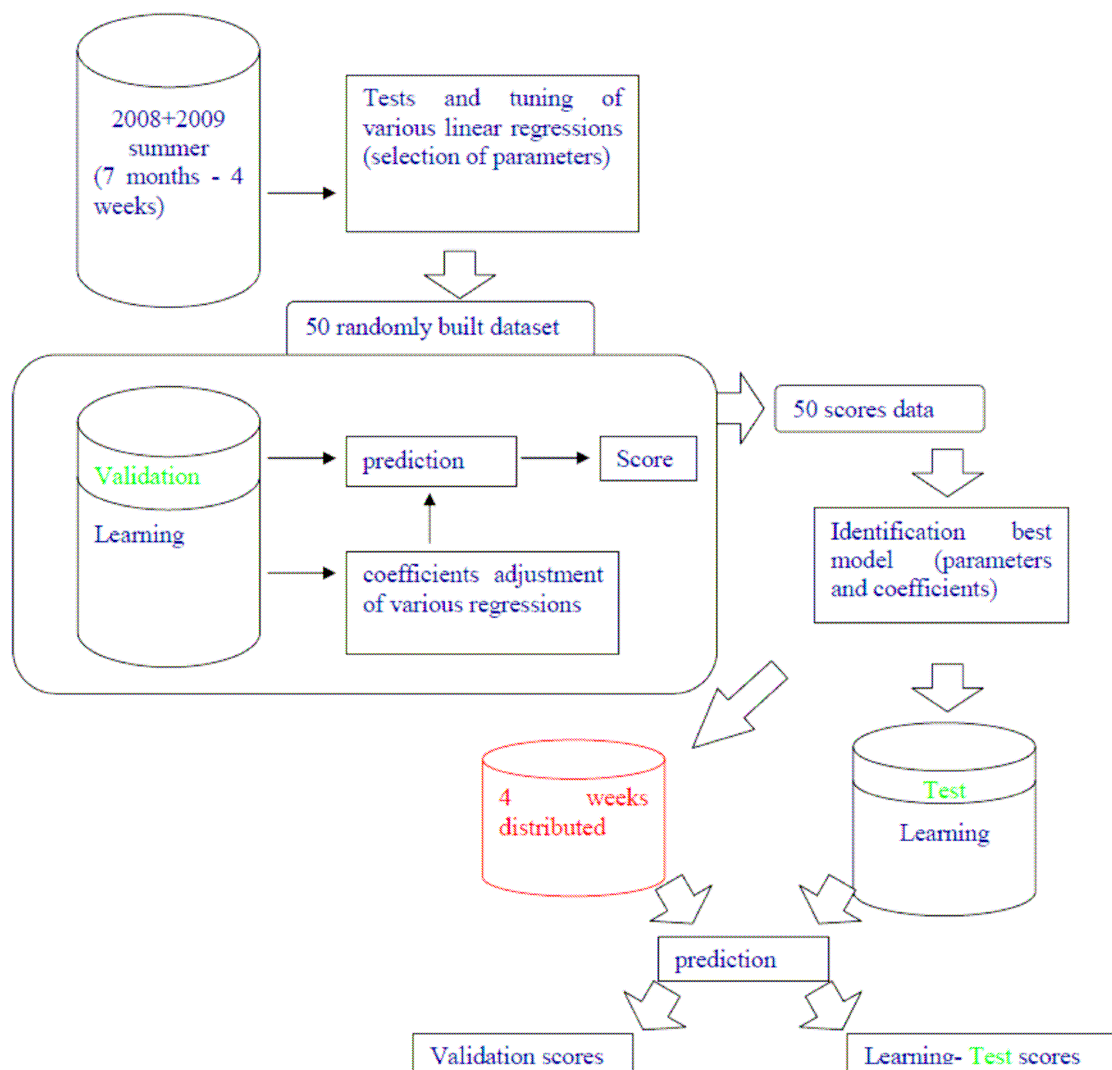 2008+2009
summer
(7 months - 4
weeks)
Tests and tuning of
various linear regressions
(selection of parameters)
50 randomly built dataset
Validation
Learning
prediction
Score
coefficients adjustment
of various regressions
50 scores data
Identification best
model (parameters
and coefficients)
4 weeks
distributed
Test
Learning
prediction
Validation scores
Learning- Test scores